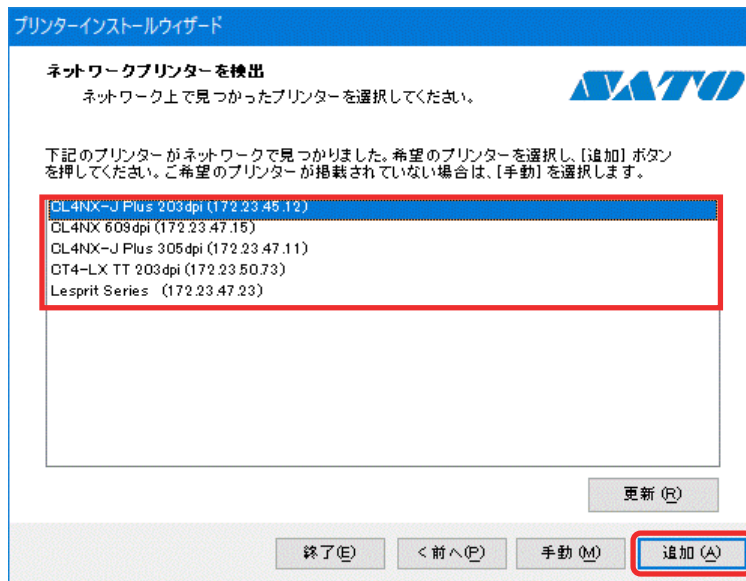 プリンターインストールウィザード
ネットワークプリンターを検出
ネットワーク上で見つかったプリンターを選択してください。
SATO
下記のプリンターがネットワークで見つかりました。希望のプリンターを選択し、[追加] ボタン
を押してください。ご希望のプリンターが掲載されていない場合は、[手動] を選択します。
CL4NX-J Plus 203dpi (172.23.45.12)
CL4NX 609dpi (172.23.47.15)
CL4NX-J Plus 305dpi (172.23.47.11)
CT4-LX TT 203dpi (172.23.50.73)
Lesprit Series (172.23.47.23)
更新 (R)
終了(E) < 前へ(P) 手動 (M) 追加 (A)